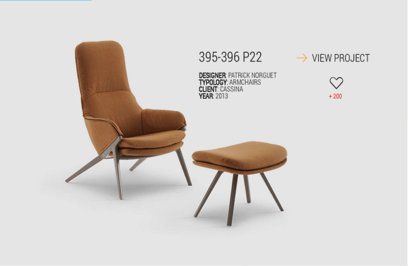 395-396 P22
VIEW PROJECT
DESIGNER: PATRICK NORGUET
TYPOLOGY: ARMCHAIRS
CLIENT: CASSINA
YEAR: 2013
+ 200